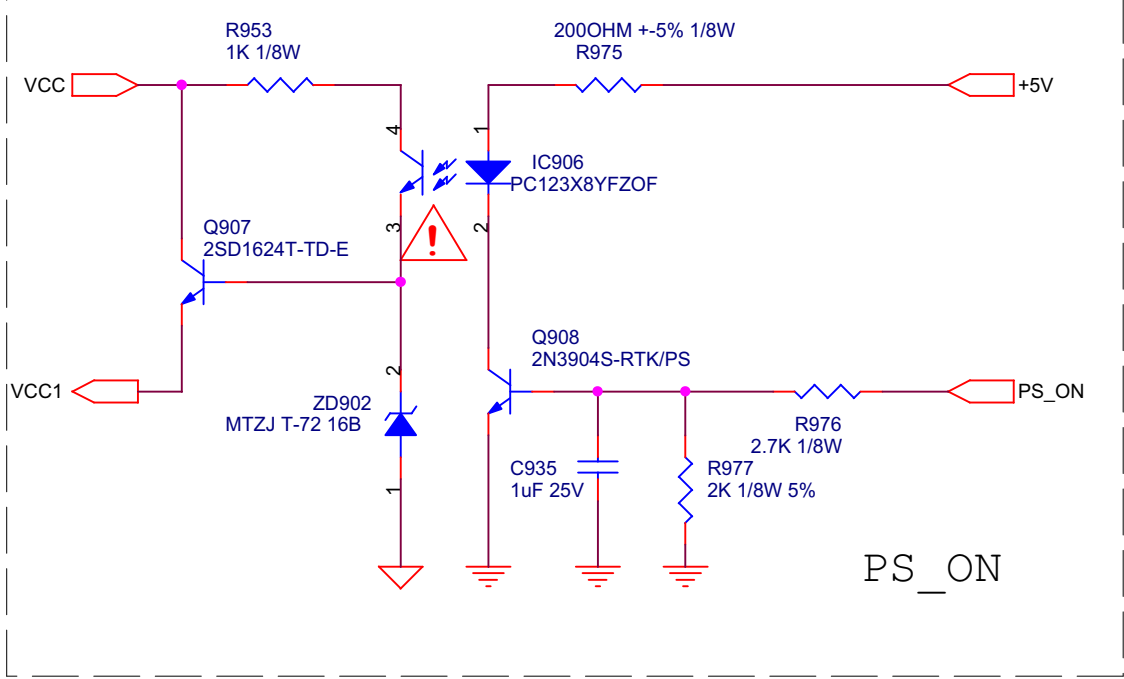 R953
1K 1/8W
200OHM +-5% 1/8W
R975
VCC
+5V
4
1
IC906
PC123X8YFZOF
Q907
2SD1624T-TD-E
3
!
2
Q908
2N3904S-RTK/PS
VCC1
2
ZD902
MTZJ T-72 16B
PS_ON
R976
2.7K 1/8W
C935
1uF 25V
R977
2K 1/8W 5%
1
PS_ON